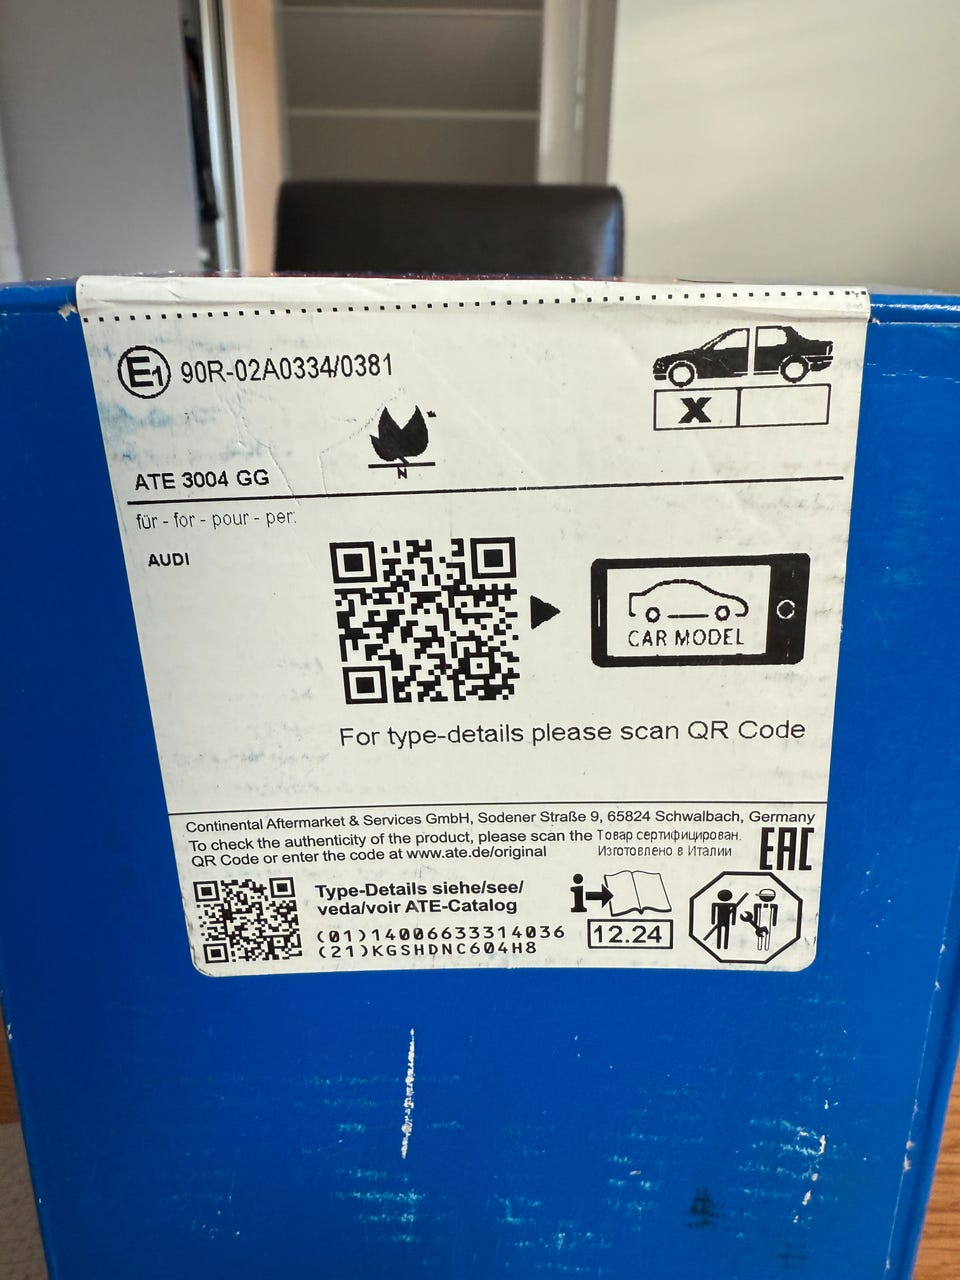 E1 90R-02A0334/0381
X
N
ATE 3004 GG
für - for - pour - per:
AUDI
CAR MODEL
For type-details please scan QR Code
Continental Aftermarket & Services GmbH, Sodener Straße 9, 65824 Schwalbach, Germany
To check the authenticity of the product, please scan the
QR Code or enter the code at www.ate.de/original
Товар сертифицирован.
Изготовлено в Италии
EAC
Type-Details siehe/see/
veda/voir ATE-Catalog
(01)14006633314036
(21)KGSHDNC604H8
i
12.24